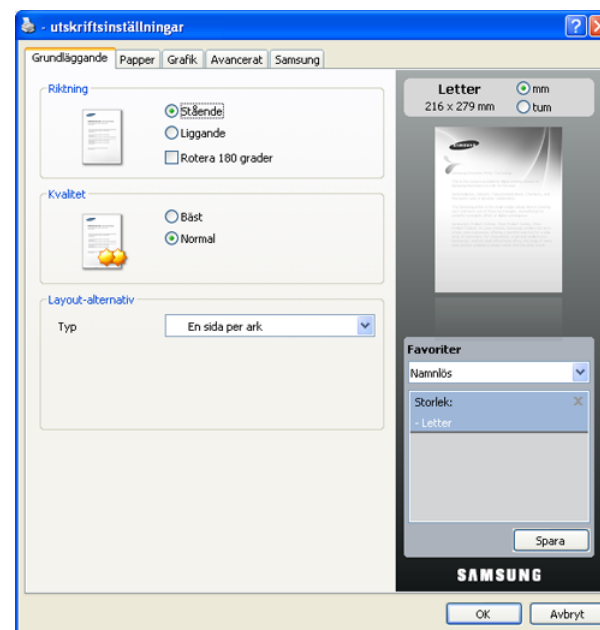 - utskriftsinställningar
Grundläggande Papper Grafik Avancerat Samsung
Riktning
Stående
Liggande
Rotera 180 grader
Kvalitet
Bäst
Normal
Layout-alternativ
Typ En sida per ark
Letter
216 x 279 mm
mm
tum
SAMSUNG
Favoriter
Namnlös
Storlek:
- Letter
Spara
SAMSUNG
OK Avbryt